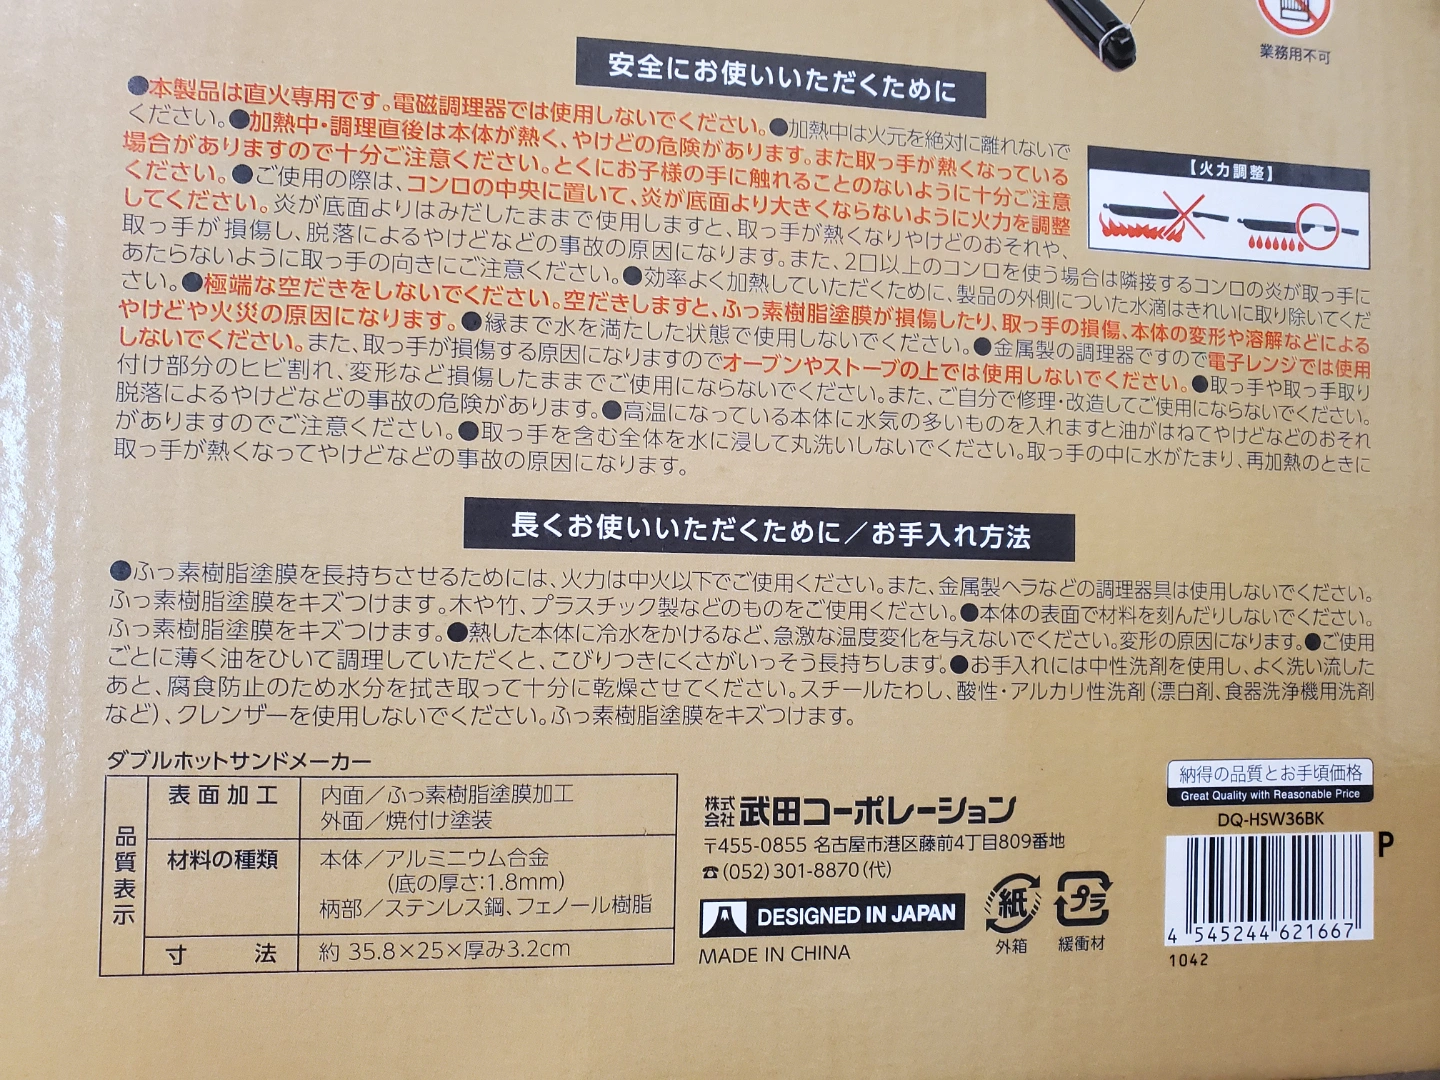 業務用不可
安全にお使いいただくために
●本製品は直火専用です。電磁調理器では使用しないでください。●加熱中は火元を絶対に離れないで
ください。●加熱中・調理直後は本体が熱く、やけどの危険があります。また取っ手が熱くなっている
場合がありますので十分ご注意ください。とくにお子様の手に触れることのないように十分ご注意
ください。●ご使用の際は、コンロの中央に置いて、炎が底面より大きくならないように火力を調整
してください。炎が底面よりはみだしたままで使用しますと、取っ手が熱くなりやけどのおそれや、
取っ手が損傷し、脱落によるやけどなどの事故の原因になります。また、2口以上のコンロを使う場合は隣接するコンロの炎が取っ手に
あたらないように取っ手の向きにご注意ください。●効率よく加熱していただくために、製品の外側についた水滴はきれいに取り除いてくだ
さい。●極端な空だきをしないでください。空だきしますと、ふっ素樹脂塗膜が損傷したり、取っ手の損傷、本体の変形や溶解などによる
やけどや火災の原因になります。●縁まで水を満たした状態で使用しないでください。●金属製の調理器ですので電子レンジでは使用
しないでください。また、取っ手が損傷する原因になりますのでオーブンやストーブの上では使用しないでください。●取っ手や取っ手取り
付け部分のヒビ割れ、変形など損傷したままでご使用にならないでください。また、ご自分で修理・改造してご使用にならないでください。
脱落によるやけどなどの事故の危険があります。●高温になっている本体に水気の多いものを入れますと油がはねてやけどなどのおそれ
がありますのでご注意ください。●取っ手を含む全体を水に浸して丸洗いしないでください。取っ手の中に水がたまり、再加熱のときに
取っ手が熱くなってやけどなどの事故の原因になります。
【火力調整】
長くお使いいただくために／お手入れ方法
●ふっ素樹脂塗膜を長持ちさせるためには、火力は中火以下でご使用ください。また、金属製ヘラなどの調理器具は使用しないでください。
ふっ素樹脂塗膜をキズつけます。木や竹、プラスチック製などのものをご使用ください。●本体の表面で材料を刻んだりしないでください。
ふっ素樹脂塗膜をキズつけます。●熱した本体に冷水をかけるなど、急激な温度変化を与えないでください。変形の原因になります。●ご使用
ごとに薄く油をひいて調理していただくと、こびりつきにくさがいっそう長持ちします。●お手入れには中性洗剤を使用し、よく洗い流した
あと、腐食防止のため水分を拭き取って十分に乾燥させてください。スチールたわし、酸性・アルカリ性洗剤(漂白剤、食器洗浄機用洗剤
など)、クレンザーを使用しないでください。ふっ素樹脂塗膜をキズつけます。
ダブルホットサンドメーカー
品質表示
表面加工 内面／ふっ素樹脂塗膜加工
外面／焼付け塗装
材料の種類 本体／アルミニウム合金
(底の厚さ:1.8mm)
柄部／ステンレス鋼、フェノール樹脂
寸 法 約 35.8×25×厚み3.2cm
株式会社 武田コーポレーション
〒455-0855 名古屋市港区藤前4丁目809番地
☎(052)301-8870(代)
DESIGNED IN JAPAN
MADE IN CHINA
紙
外箱
プラ
緩衝材
納得の品質とお手頃価格
Great Quality with Reasonable Price
DQ-HSW36BK
P
4 545244 621667
1042